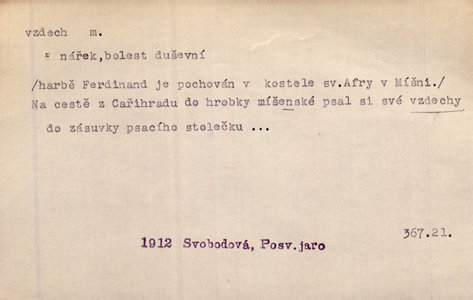 vzdech m.
= nářek,bolest duševní
/harbě Ferdinand je pochován v kostele sv.Afry v Míšni./
Na cestě z Cařihradu do hrobky míšenské psal si své vzdechy
do zásuvky psacího stolečku ...
367.21.
1912 Svobodová, Posv.jaro